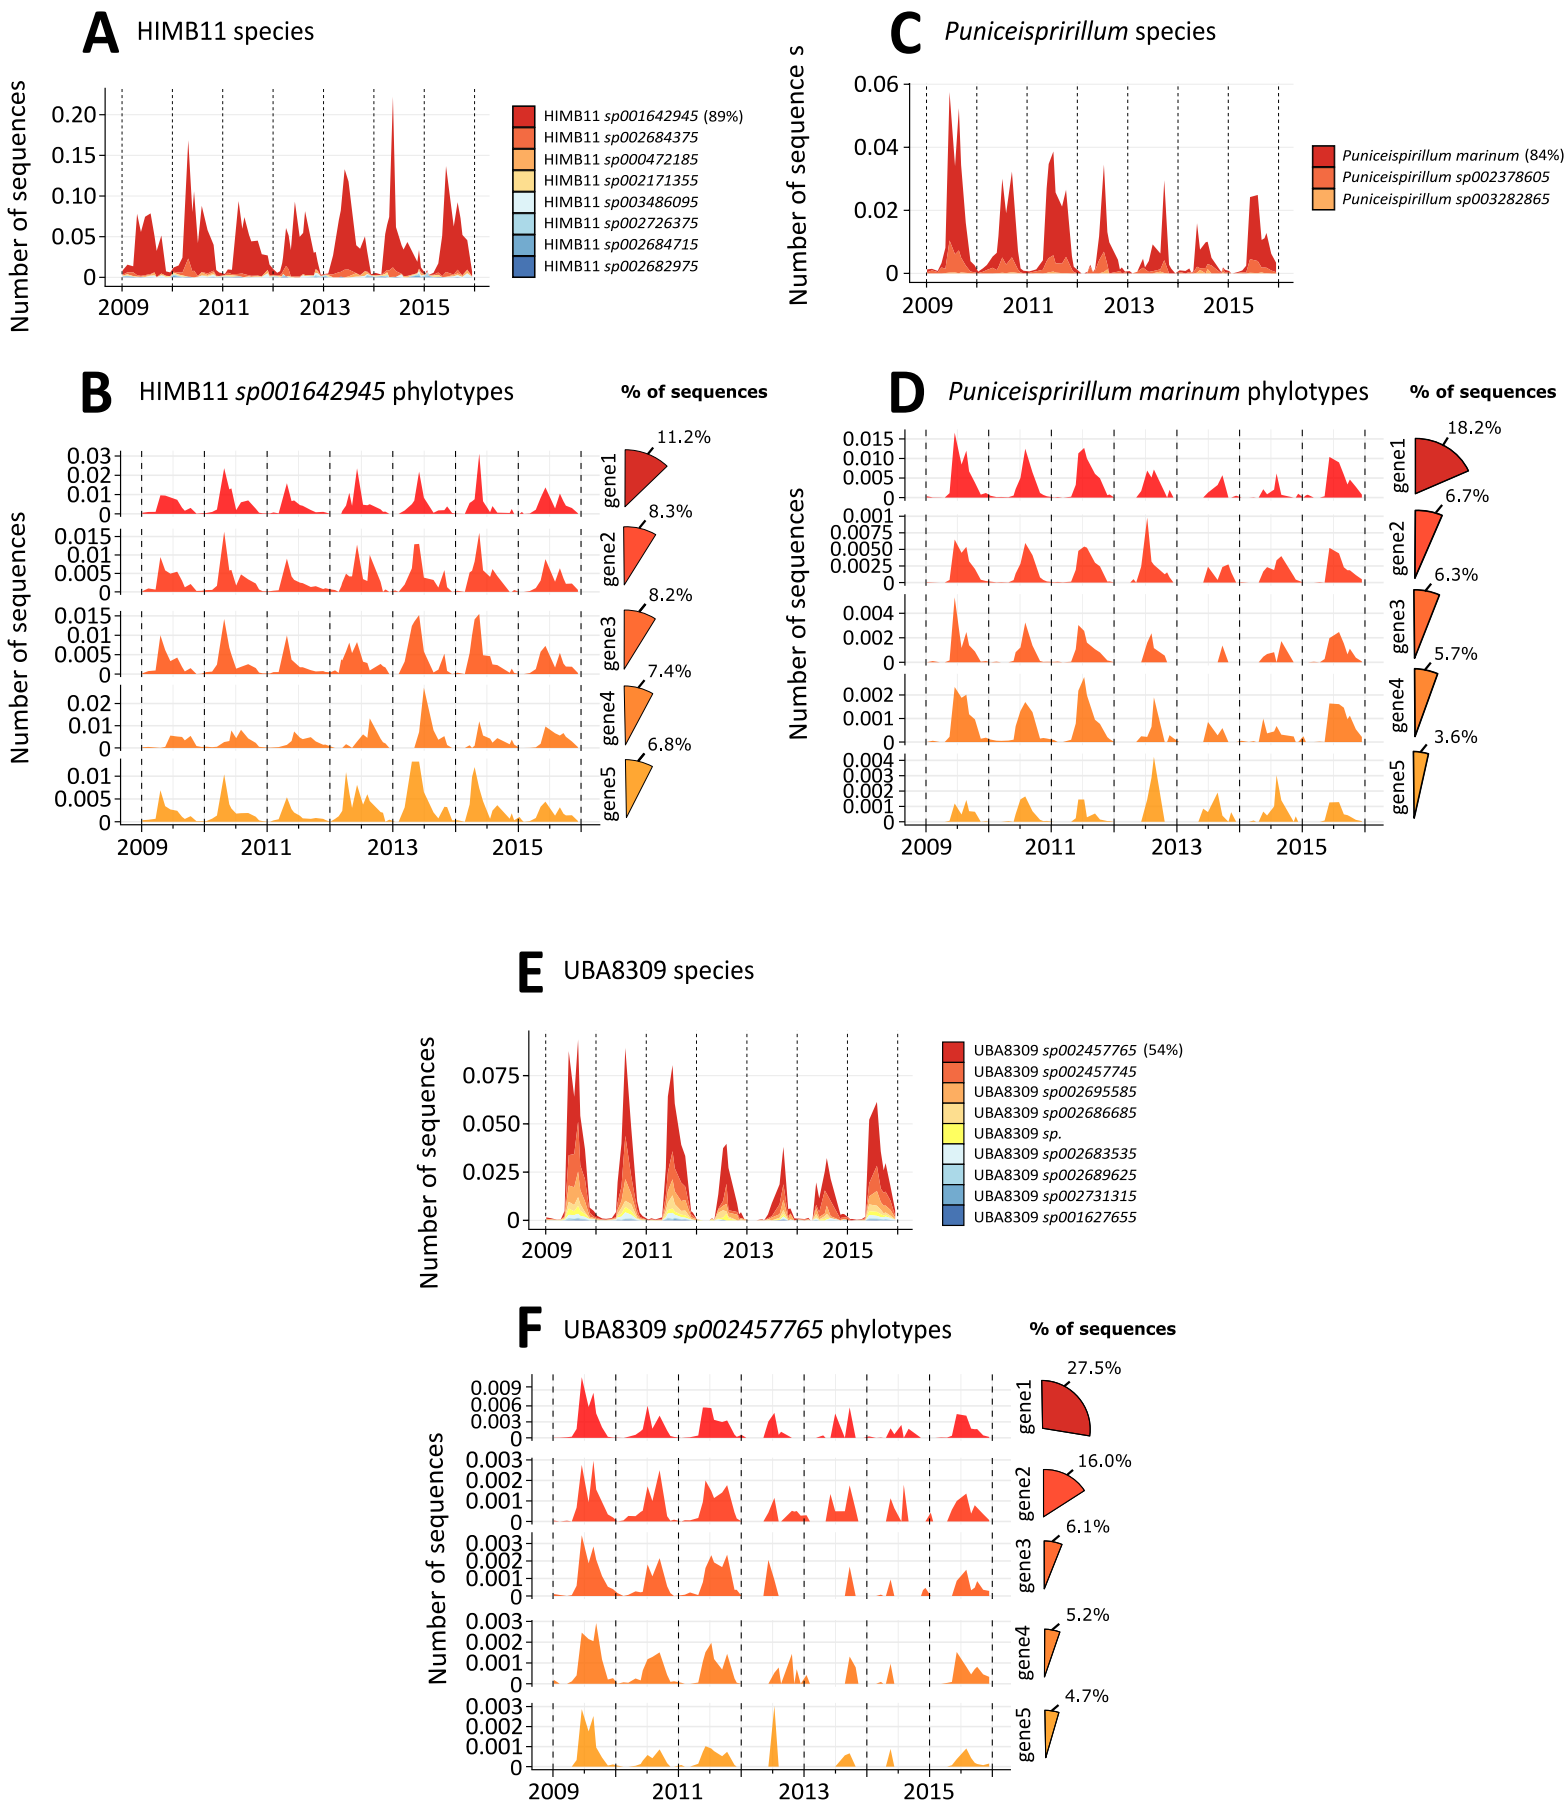 A HIMB11 species
Number of sequences
0.20
0.15
0.10
0.05
0
2009 2011 2013 2015
HIMB11 sp001642945 (89%)
HIMB11 sp002684375
HIMB11 sp000472185
HIMB11 sp002171355
HIMB11 sp003486095
HIMB11 sp002726375
HIMB11 sp002684715
HIMB11 sp002682975
C Puniceispririllum species
Number of sequence s
0.06
0.04
0.02
0
2009 2011 2013 2015
Puniceispirillum marinum (84%)
Puniceispirillum sp002378605
Puniceispirillum sp003282865
B HIMB11 sp001642945 phylotypes
% of sequences
Number of sequences
0.03
0.02
0.01
0
gene1
11.2%
0.015
0.01
0.005
0
gene2
8.3%
0.015
0.01
0.005
0
gene3
8.2%
0.02
0.01
0
gene4
7.4%
0.01
0.005
0
gene5
6.8%
2009 2011 2013 2015
D Puniceispririllum marinum phylotypes
% of sequences
Number of sequences
0.015
0.010
0.005
0
gene1
18.2%
0.001
0.0075
0.0050
0.0025
0
gene2
6.7%
0.004
0.002
0
gene3
6.3%
0.002
0.001
0
gene4
5.7%
0.004
0.003
0.002
0.001
0
gene5
3.6%
2009 2011 2013 2015
E UBA8309 species
Number of sequences
0.075
0.050
0.025
0
2009 2011 2013 2015
UBA8309 sp002457765 (54%)
UBA8309 sp002457745
UBA8309 sp002695585
UBA8309 sp002686685
UBA8309 sp.
UBA8309 sp002683535
UBA8309 sp002689625
UBA8309 sp002731315
UBA8309 sp001627655
F UBA8309 sp002457765 phylotypes
% of sequences
Number of sequences
0.009
0.006
0.003
0
gene1
27.5%
0.003
0.002
0.001
0
gene2
16.0%
0.003
0.002
0.001
0
gene3
6.1%
0.003
0.002
0.001
0
gene4
5.2%
0.003
0.002
0.001
0
gene5
4.7%
2009 2011 2013 2015